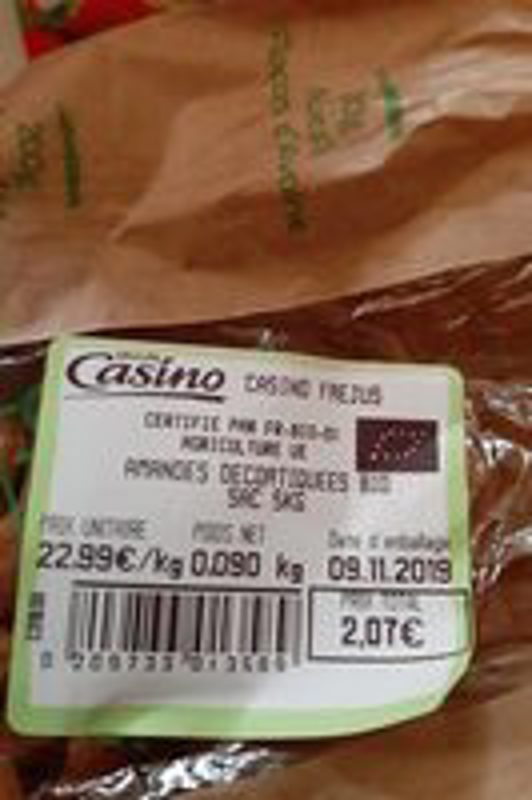 Casino CASINO FREJUS
CERTIFIE PAR FR-BIO-01
AGRICULTURE UE
AMANDES DECORTIQUEES BIO
SAC 5KG
PRIX UNITAIRE POIDS NET Date d'emballage
22.99€/kg 0.090 kg 09.11.2019
PRIX TOTAL
2,07€